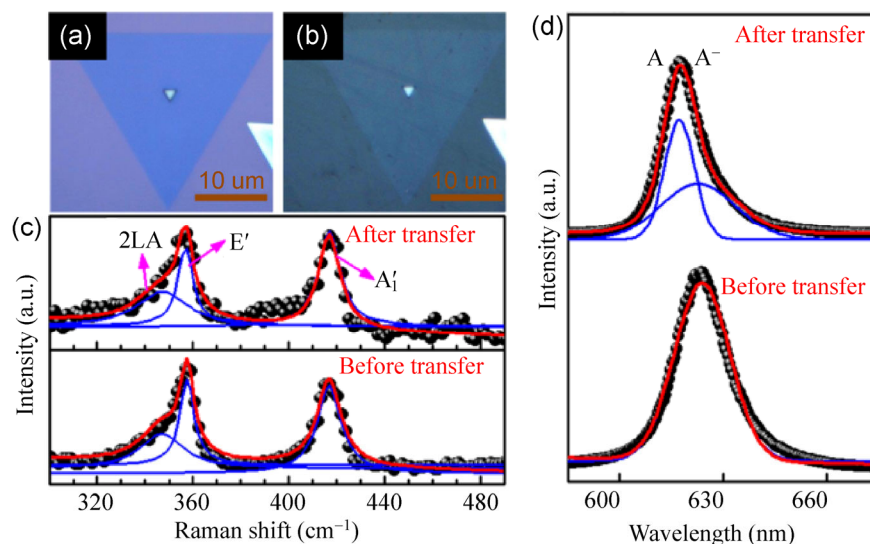 (a)
10 um
(b)
10 um
(c)
2LA
E′
After transfer
A′₁
Before transfer
Intensity (a.u.)
320
360
400
440
480
Raman shift (cm⁻¹)
(d)
After transfer
A
A⁻
Before transfer
Intensity (a.u.)
600
630
660
Wavelength (nm)